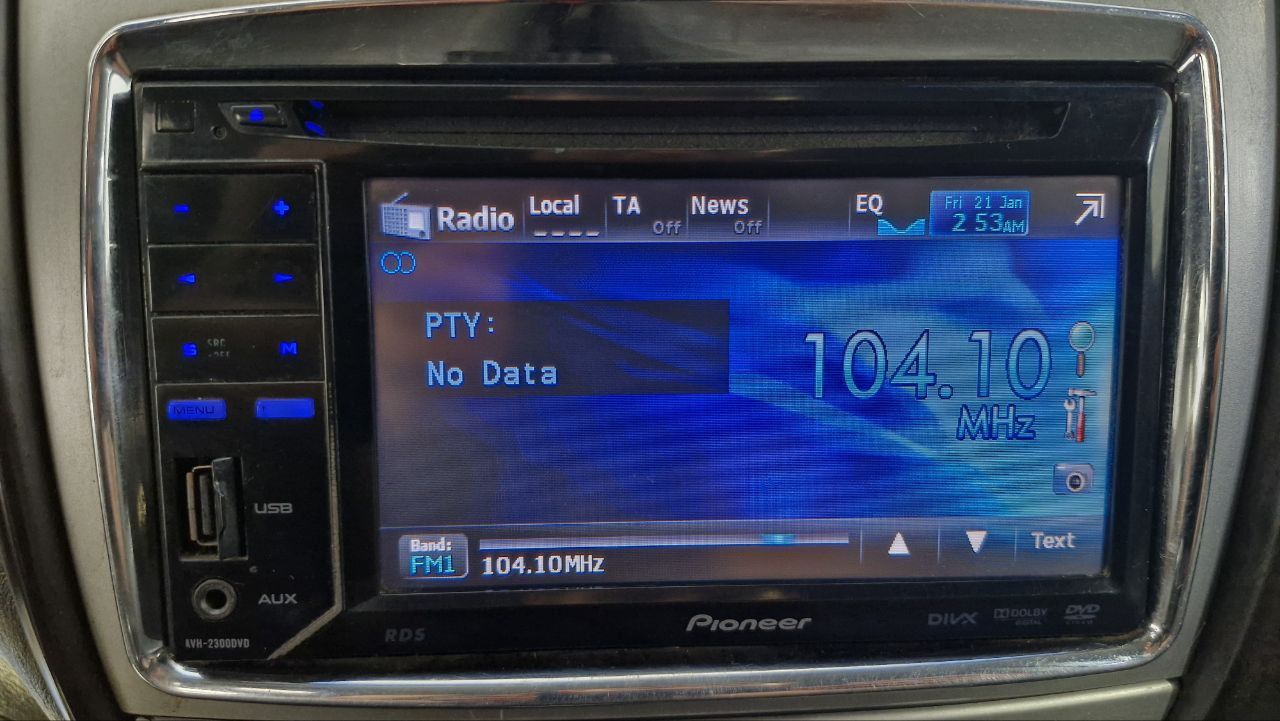 Radio
Local
TA
Off
News
Off
EQ
Fri 21 Jan
2 53AM
PTY:
No Data
104.10
MHz
Band:
FM1
104.10MHz
Text
S
SRC
M
MENU
USB
AUX
AVH-2300DVD
RDS
Pioneer
DIVX
DOLBY
DIGITAL
DVD